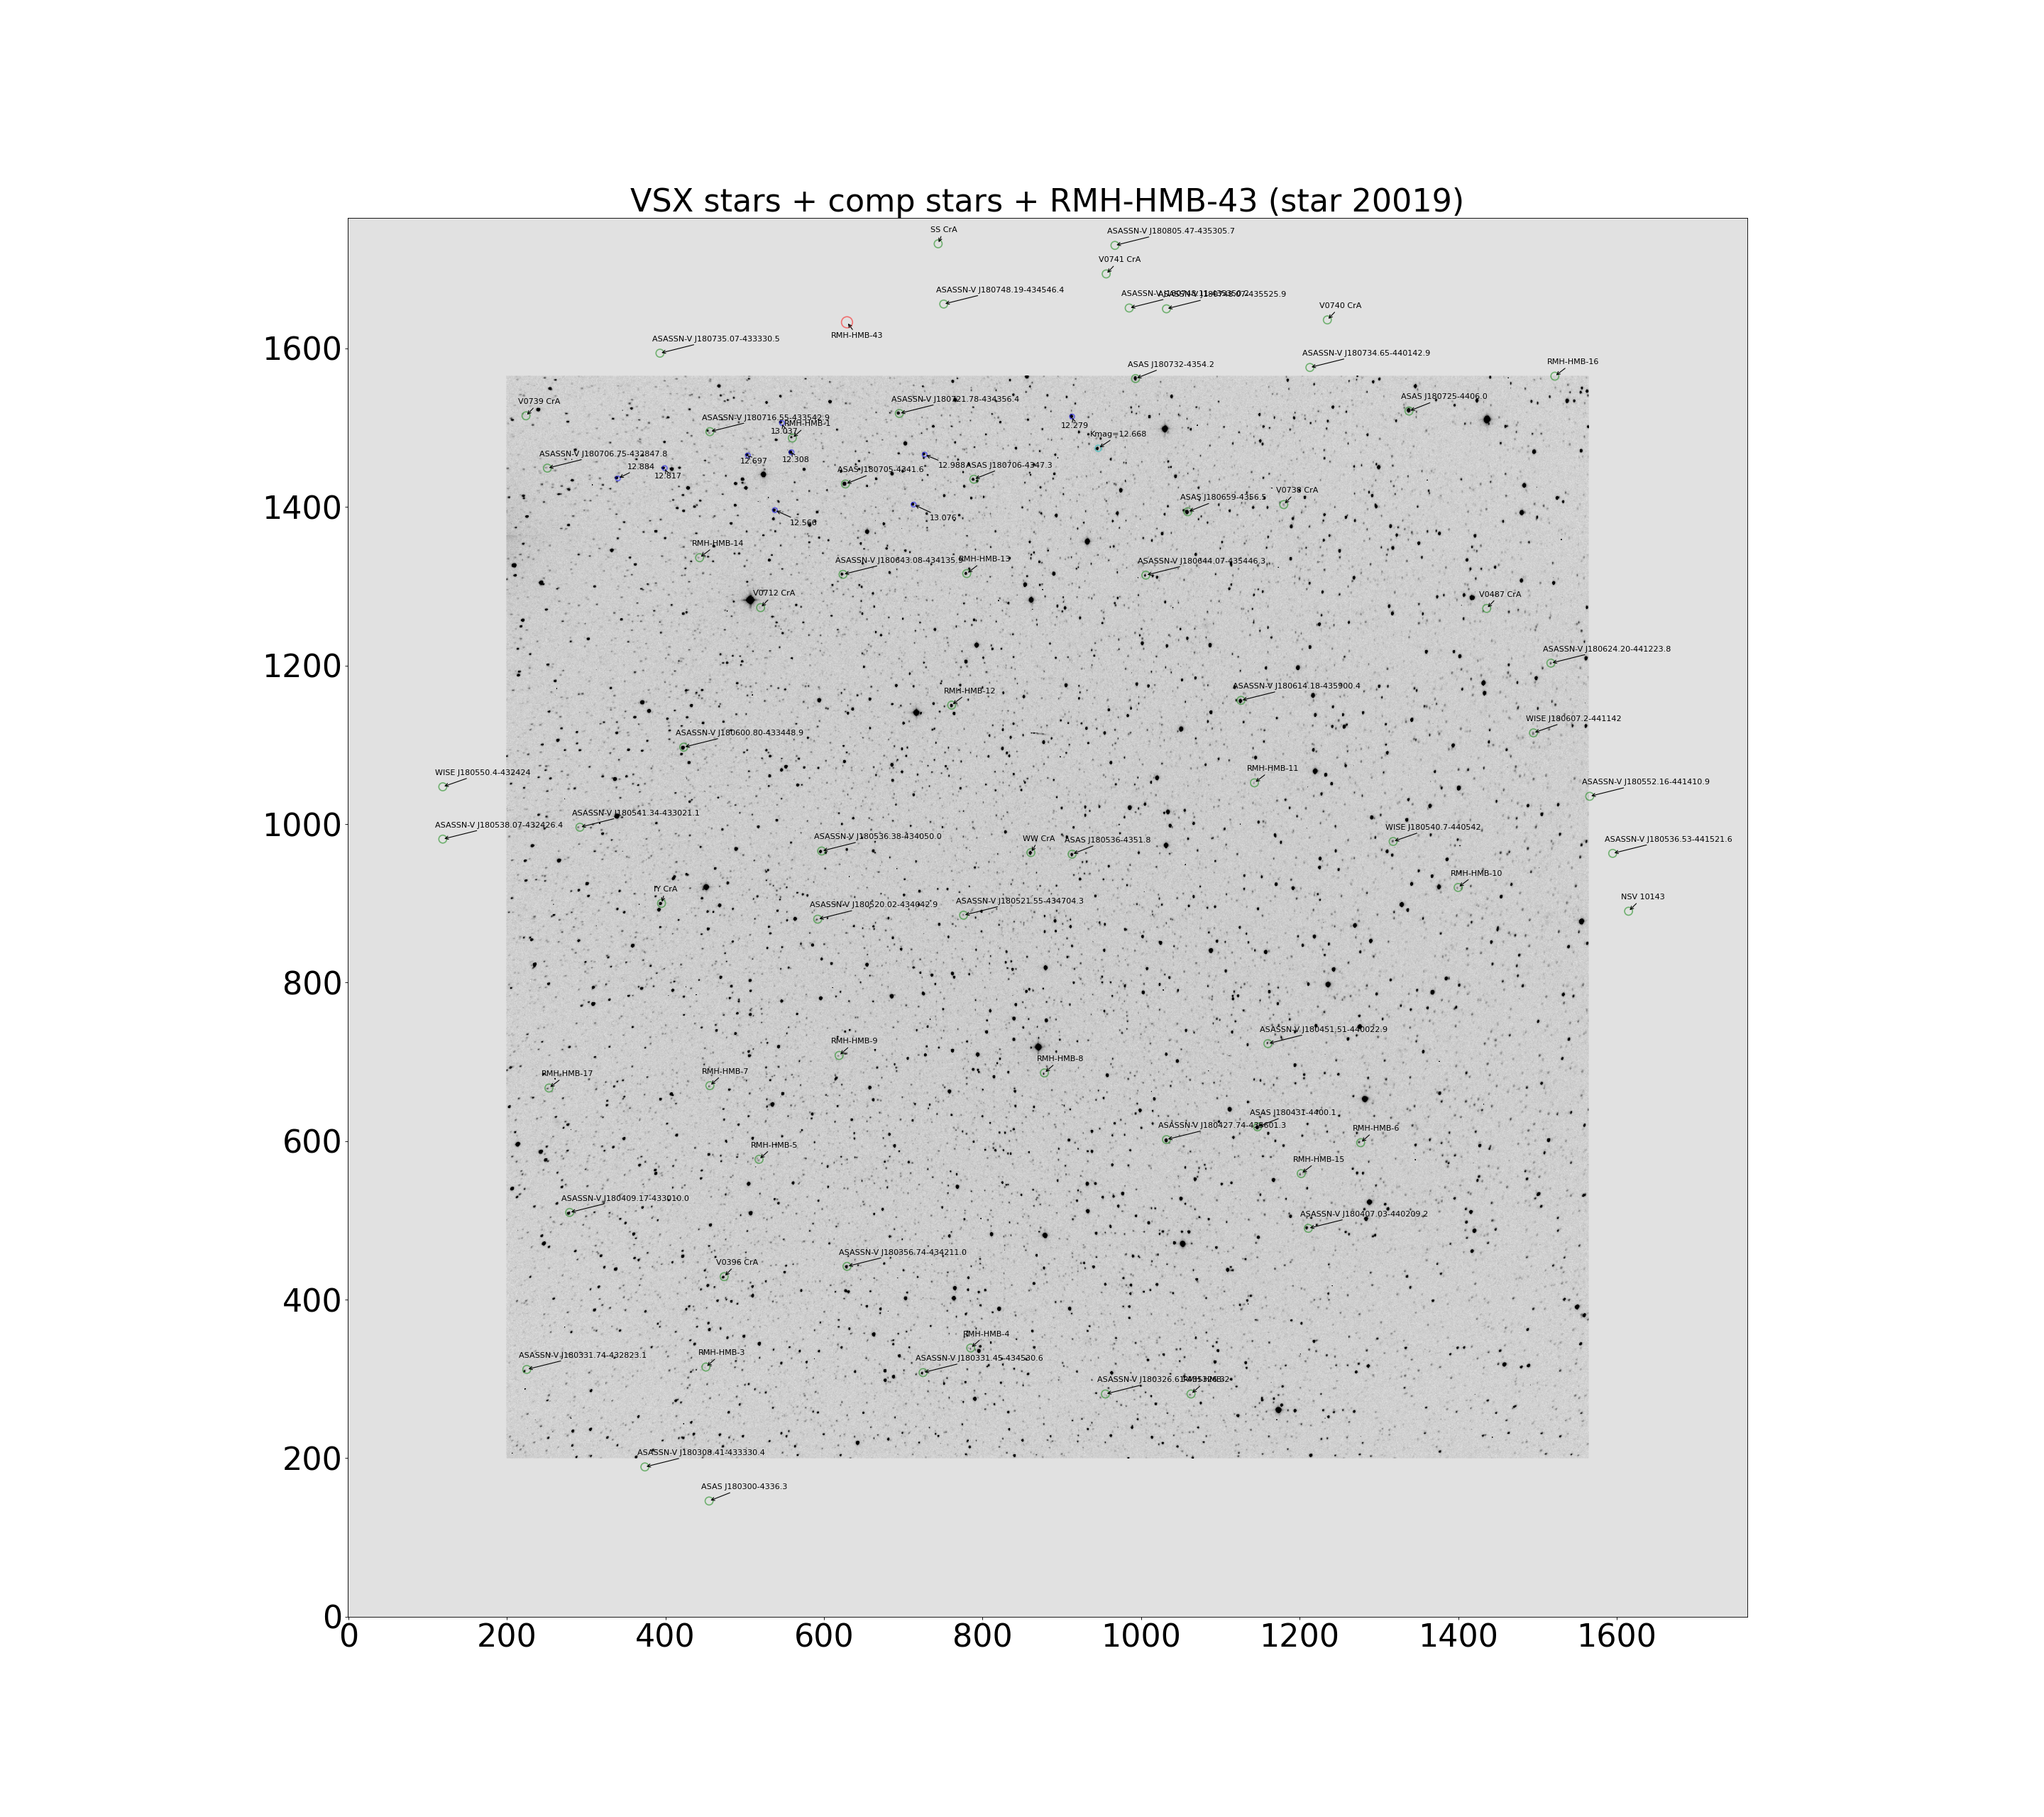 VSX stars + comp stars + RMH-HMB-43 (star 20019)
SS CrA
ASASSN-V J180805.47-435305.7
V0741 CrA
ASASSN-V J180748.19-434546.4
V0740 CrA
RMH-HMB-43
ASASSN-V J180735.07-433330.5
ASASSN-V J180734.65-440142.9
1600
ASAS J180732-4354.2
RMH-HMB-16
V0739 CrA
ASASSN-V J180721.78-434356.4
ASAS J180725-4406.0
ASASSN-V J180716.55-433542.9
RMH-HMB-1
13.037
12.279
Kmag=12.668
ASASSN-V J180706.75-432847.8
12.884
12.817
12.697
12.308
ASAS J180705-4341.6
12.988
ASAS J180706-4347.3
1400
12.560
13.076
ASAS J180659-4356.5
V0738 CrA
RMH-HMB-14
ASASSN-V J180643.08-434135.9
RMH-HMB-13
ASASSN-V J180644.07-435446.3
V0712 CrA
V0487 CrA
1200
ASASSN-V J180624.20-441223.8
RMH-HMB-12
ASASSN-V J180614.18-435900.4
WISE J180607.2-441142
ASASSN-V J180600.80-433448.9
WISE J180550.4-432424
RMH-HMB-11
ASASSN-V J180552.16-441410.9
1000
ASASSN-V J180538.07-432426.4
ASASSN-V J180541.34-433021.1
ASASSN-V J180536.38-434050.0
WW CrA
ASAS J180536-4351.8
WISE J180540.7-440542
ASASSN-V J180536.53-441521.6
RMH-HMB-10
IY CrA
NSV 10143
ASASSN-V J180520.02-434042.9
ASASSN-V J180521.55-434704.3
800
ASASSN-V J180451.51-440022.9
RMH-HMB-9
RMH-HMB-8
RMH-HMB-17
RMH-HMB-7
ASAS J180431-4400.1
600
ASASSN-V J180427.74-435601.3
RMH-HMB-6
RMH-HMB-5
RMH-HMB-15
ASASSN-V J180409.17-433010.0
ASASSN-V J180407.03-440209.2
V0396 CrA
ASASSN-V J180356.74-434211.0
400
RMH-HMB-4
ASASSN-V J180331.74-432823.1
RMH-HMB-3
ASASSN-V J180331.45-434530.6
200
ASASSN-V J180308.41-433330.4
ASAS J180300-4336.3
0
0 200 400 600 800 1000 1200 1400 1600